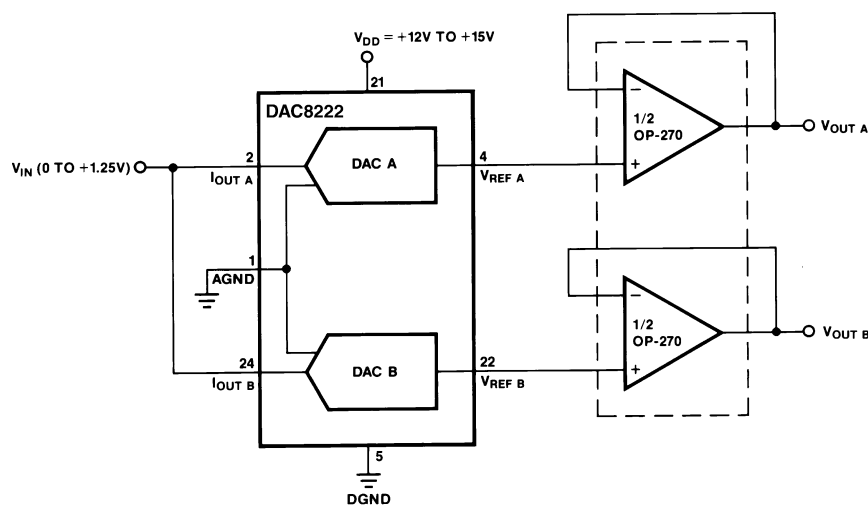 V_DD = +12V TO +15V
21
DAC8222
V_IN (0 TO +1.25V)
2
I_OUT A
DAC A
4
V_REF A
1/2
OP-270
−
+
V_OUT A
1
AGND
24
I_OUT B
DAC B
22
V_REF B
1/2
OP-270
−
+
V_OUT B
5
DGND